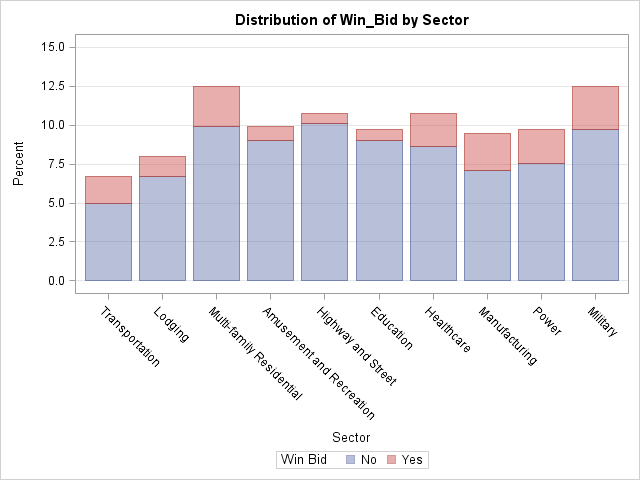 Distribution of Win_Bid by Sector
15.0
12.5
10.0
7.5
5.0
2.5
0.0
Percent
Transportation
Lodging
Multi-family Residential
Amusement and Recreation
Highway and Street
Education
Healthcare
Manufacturing
Power
Military
Sector
Win Bid No Yes